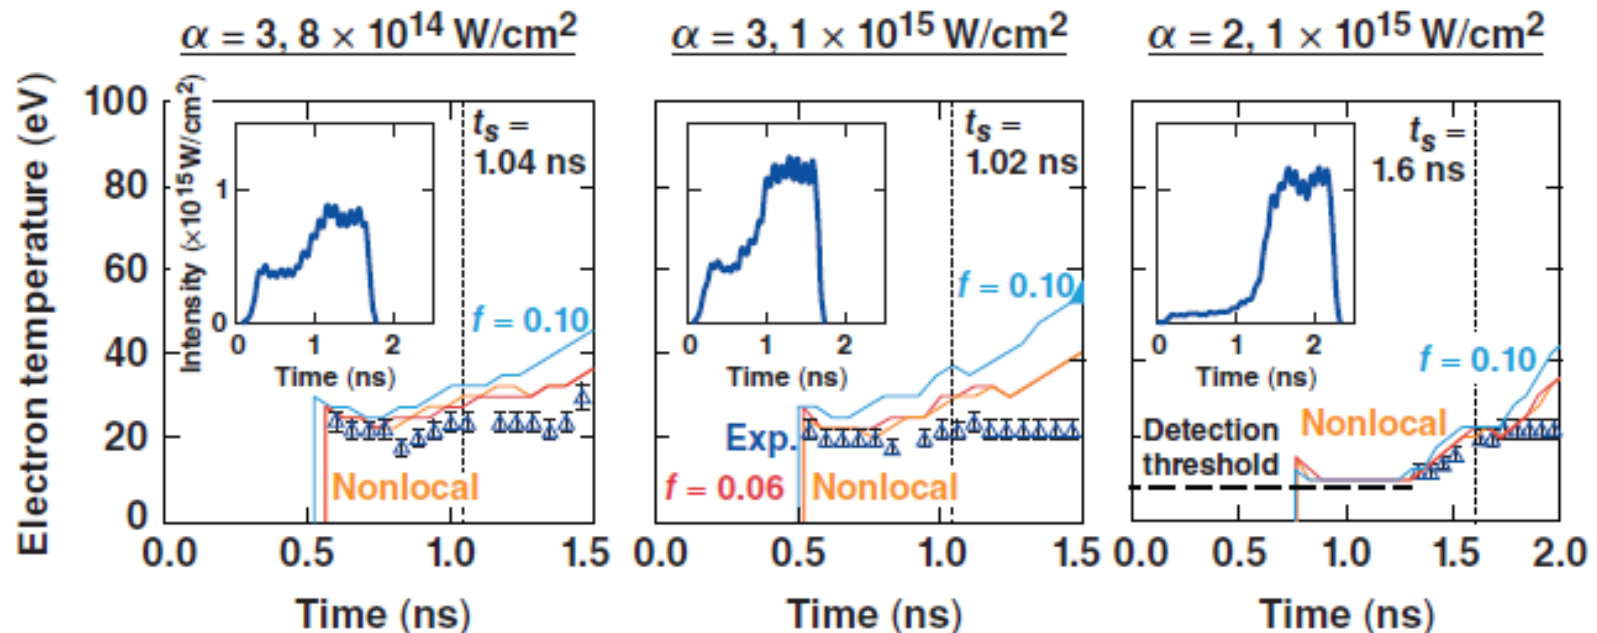 α = 3, 8 × 10¹⁴ W/cm²
α = 3, 1 × 10¹⁵ W/cm²
α = 2, 1 × 10¹⁵ W/cm²
Electron temperature (eV)
100
80
60
40
20
0
Intensity (×10¹⁵W/cm²)
1
0
0 1 2
Time (ns)
tₛ =
1.04 ns
f = 0.10
Nonlocal
0.0 0.5 1.0 1.5
Time (ns)
0 1 2
Time (ns)
tₛ =
1.02 ns
f = 0.10
Exp.
f = 0.06
Nonlocal
0.0 0.5 1.0 1.5
Time (ns)
0 1 2
Time (ns)
tₛ =
1.6 ns
f = 0.10
Nonlocal
Detection
threshold
0.0 0.5 1.0 1.5 2.0
Time (ns)